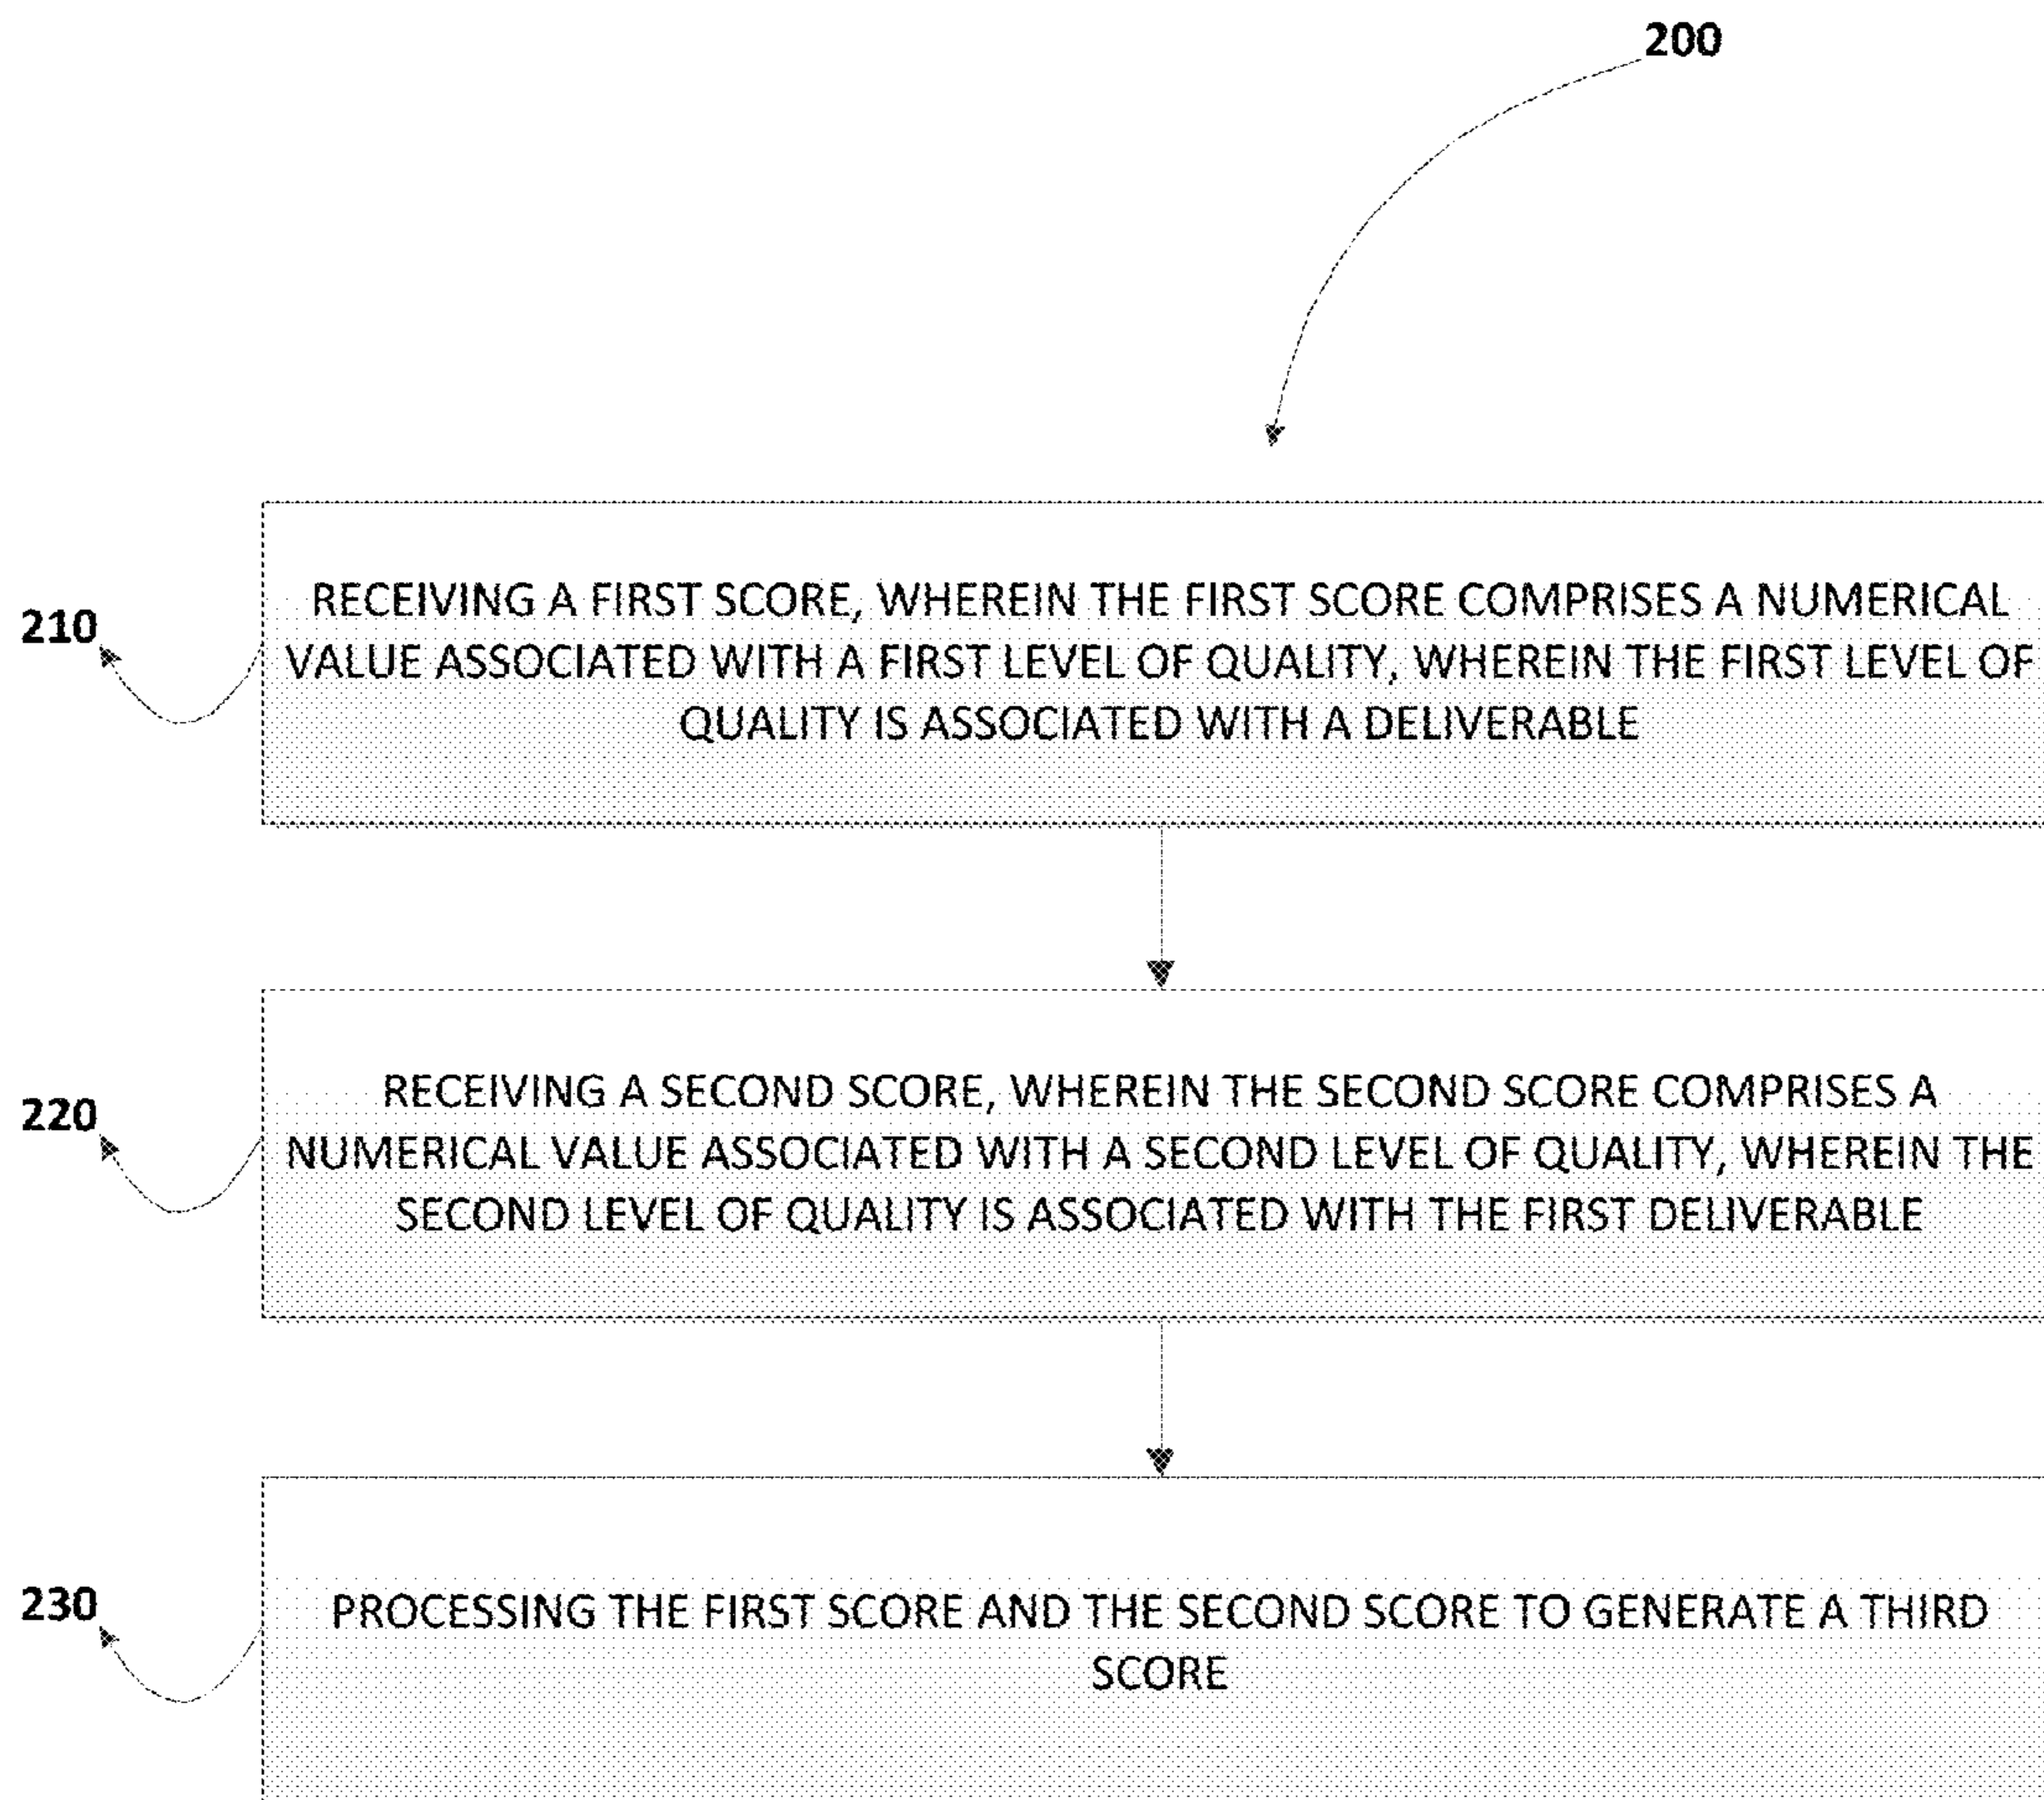 200
210
RECEIVING A FIRST SCORE, WHEREIN THE FIRST SCORE COMPRISES A NUMERICAL
VALUE ASSOCIATED WITH A FIRST LEVEL OF QUALITY, WHEREIN THE FIRST LEVEL OF
QUALITY IS ASSOCIATED WITH A DELIVERABLE
220
RECEIVING A SECOND SCORE, WHEREIN THE SECOND SCORE COMPRISES A
NUMERICAL VALUE ASSOCIATED WITH A SECOND LEVEL OF QUALITY, WHEREIN THE
SECOND LEVEL OF QUALITY IS ASSOCIATED WITH THE FIRST DELIVERABLE
230
PROCESSING THE FIRST SCORE AND THE SECOND SCORE TO GENERATE A THIRD
SCORE